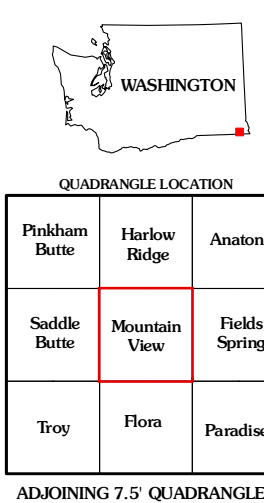 WASHINGTON
QUADRANGLE LOCATION
Pinkham
Butte
Harlow
Ridge
Anaton
Saddle
Butte
Mountain
View
Fields
Spring
Troy
Flora
Paradise
ADJOINING 7.5' QUADRANGLE